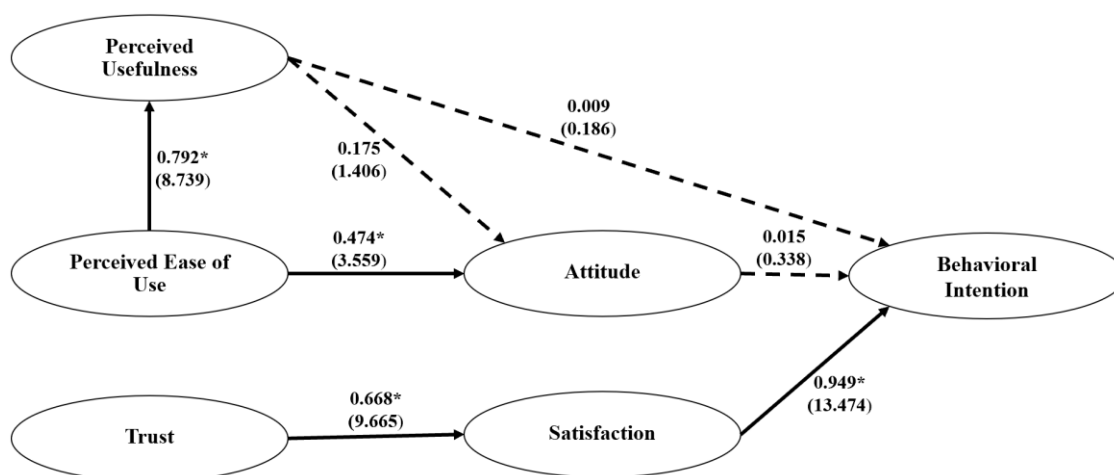 Perceived
Usefulness
0.009
(0.186)
0.175
(1.406)
0.792*
(8.739)
Perceived Ease of
Use
0.474*
(3.559)
Attitude
0.015
(0.338)
Behavioral
Intention
0.949*
(13.474)
Trust
0.668*
(9.665)
Satisfaction